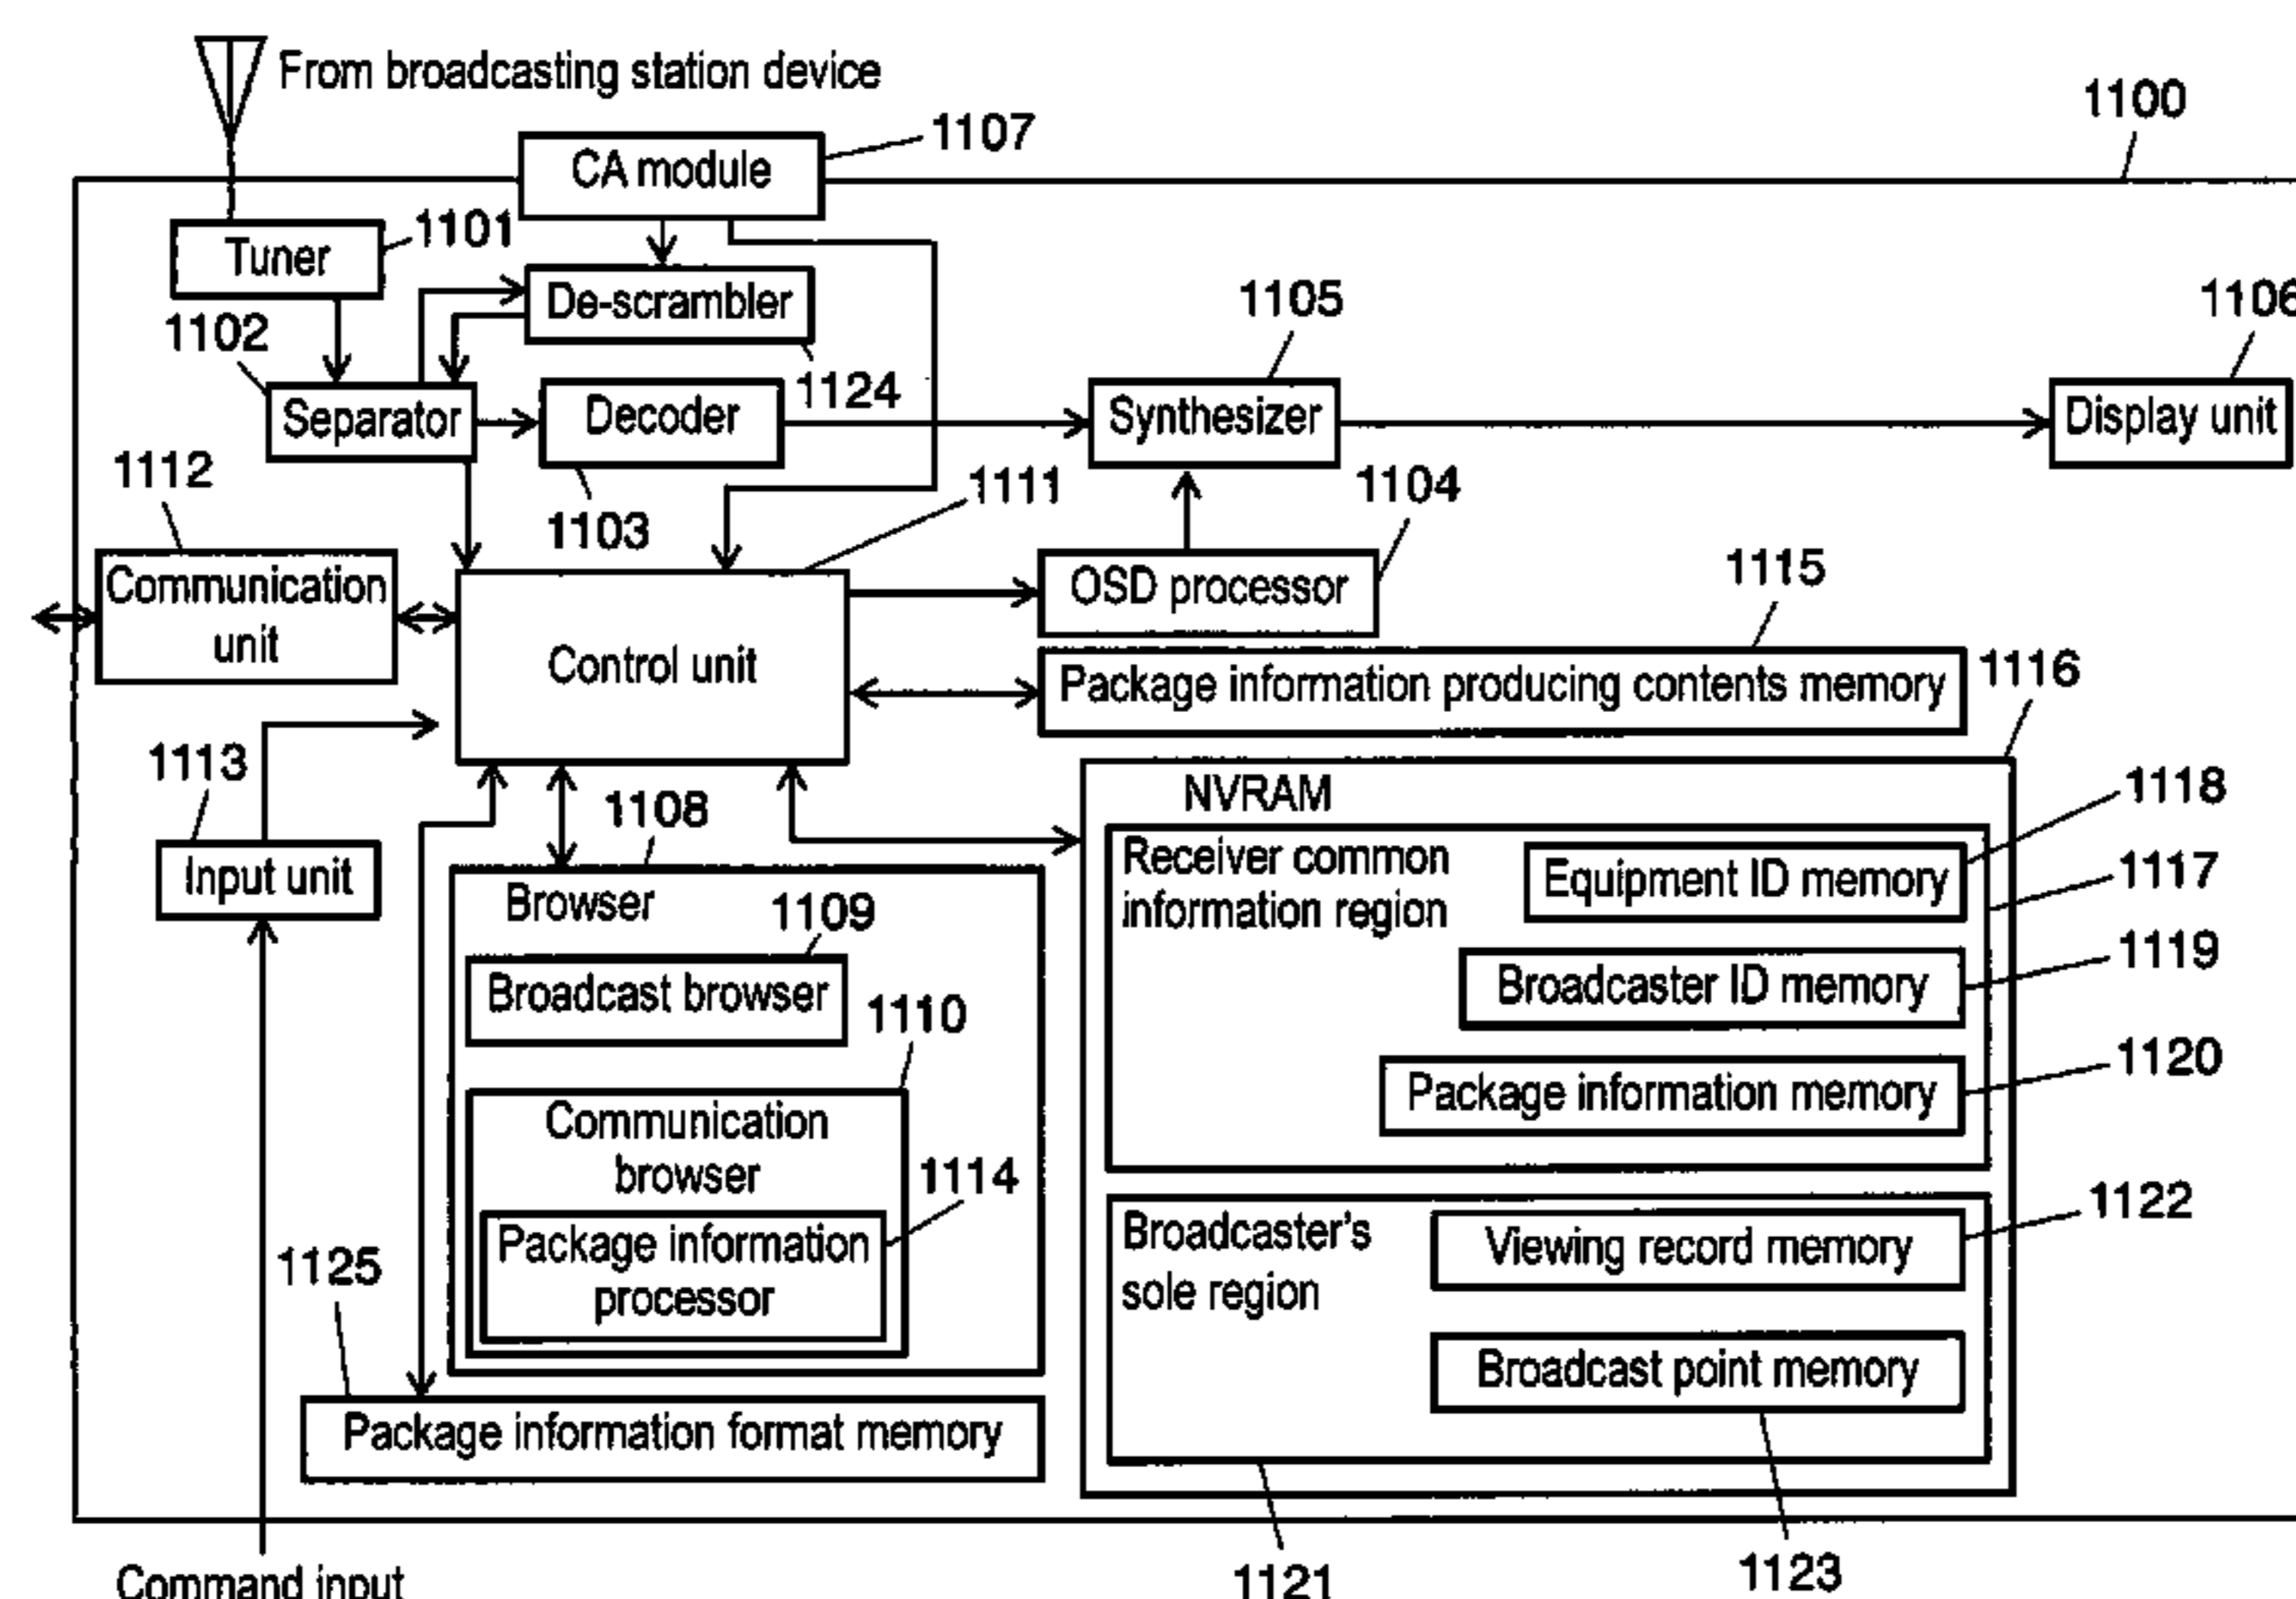 From broadcasting station device
1100
1107
CA module
1101
Tuner
De-scrambler
1102
1124
1105
1106
Separator
Decoder
Synthesizer
Display unit
1112
1103
1111
1104
Communication
unit
Control unit
OSD processor
1115
Package information producing contents memory
1116
1113
Input unit
1108
Browser
1109
Broadcast browser
1110
Communication
browser
1114
Package information
processor
1125
Package information format memory
NVRAM
Receiver common
information region
1118
Equipment ID memory
1117
1119
Broadcaster ID memory
1120
Package information memory
Broadcaster's
sole region
1122
Viewing record memory
Broadcast point memory
1121
1123
Command input